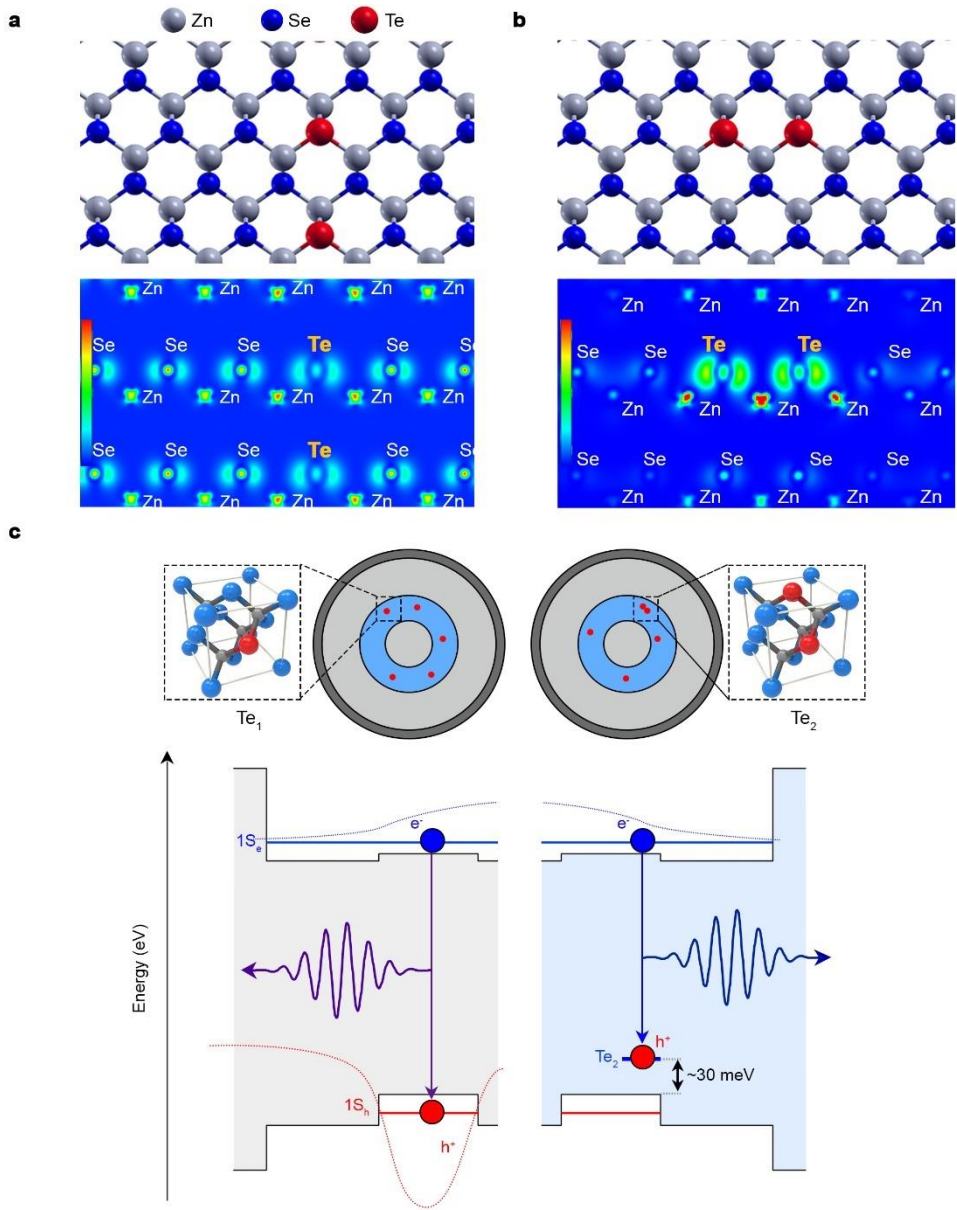 a
Zn Se Te
b
Zn Zn Zn Zn Zn
Se Se Se Te Se Se
Zn Zn Zn Zn Zn
Se Se Se Te Se Se
Zn Zn Zn Zn Zn
Zn Zn Zn Zn Zn
Se Se Te Te Se Se
Zn Zn Zn Zn Zn
Se Se Se Se Se Se
Zn Zn Zn Zn Zn
c
Te₁
Te₂
Energy (eV)
1Sₑ
e⁻
1Sₕ
h⁺
e⁻
Te₂
h⁺
~30 meV